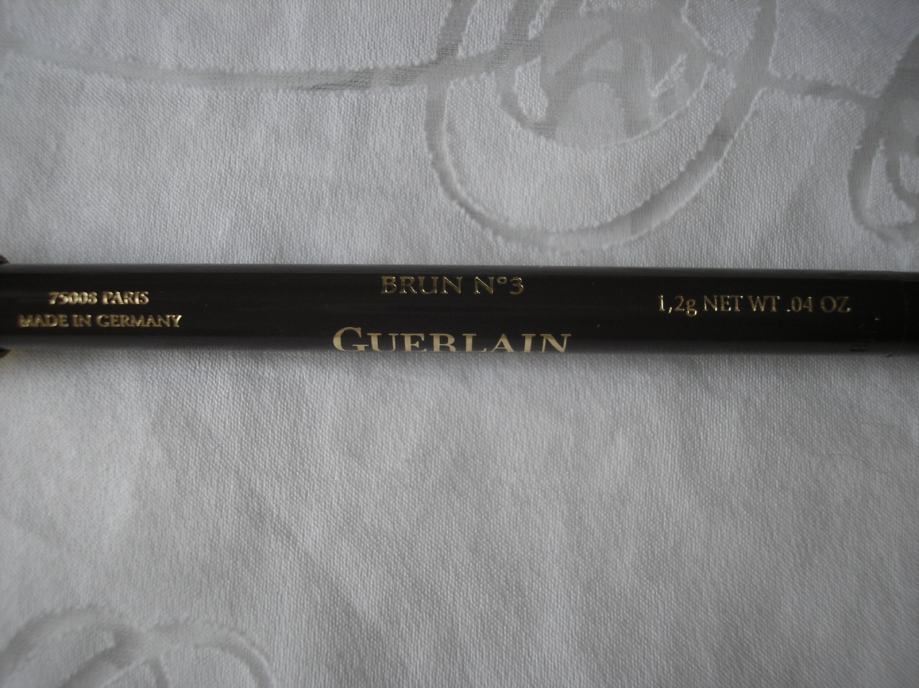 75008 PARIS
MADE IN GERMANY
BRUN N°3
GUERLAIN
1,2g NET WT .04 OZ.